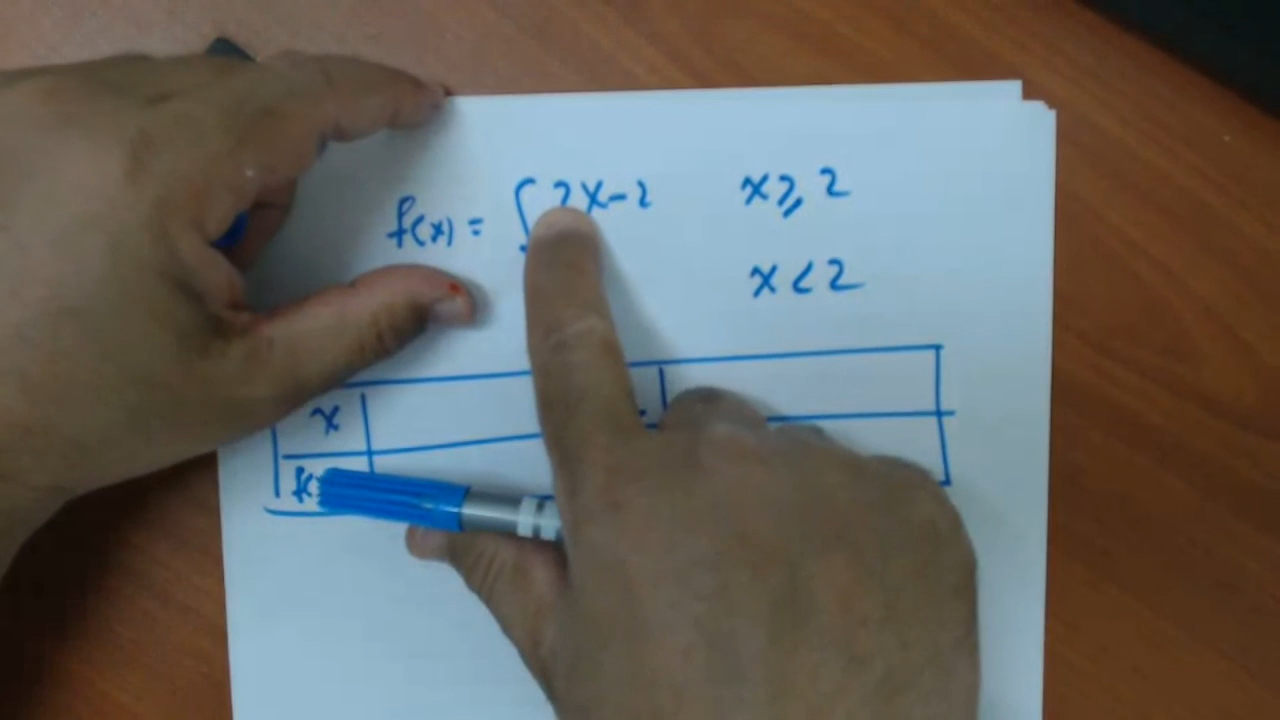 f(x) = { 2x-2 x⩾2
x<2
x
f(